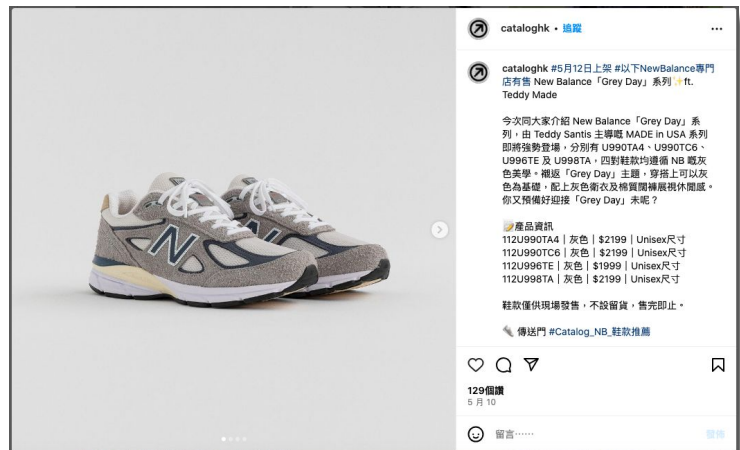 cataloghk • 追蹤
cataloghk #5月12日上架 #以下NewBalance專門
店有售 New Balance「Grey Day」系列✨ft.
Teddy Made
今次同大家介紹 New Balance「Grey Day」系
列，由 Teddy Santis 主導嘅 MADE in USA 系列
即將強勢登場，分別有 U990TA4、U990TC6、
U996TE 及 U998TA，四對鞋款均遵循 NB 嘅灰
色美學。襯返「Grey Day」主題，穿搭上可以灰
色為基礎，配上灰色衛衣及棉質闊褲展視休閒感。
你又預備好迎接「Grey Day」未呢？
📝產品資訊
112U990TA4｜灰色｜$2199｜Unisex尺寸
112U990TC6｜灰色｜$2199｜Unisex尺寸
112U996TE｜灰色｜$1999｜Unisex尺寸
112U998TA｜灰色｜$2199｜Unisex尺寸
鞋款僅供現場發售，不設留貨，售完即止。
傳送門 #Catalog_NB_鞋款推薦
129個讚
5 月 10
留言⋯⋯
發佈
N